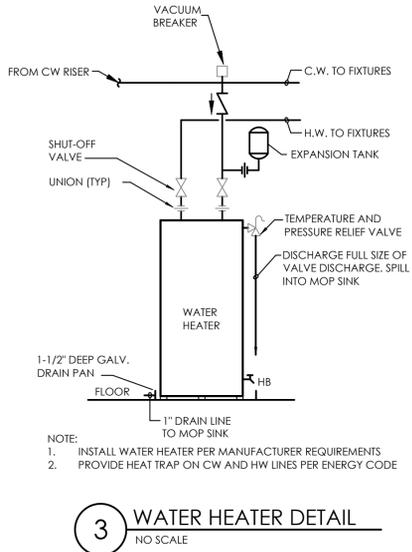 VACUUM
BREAKER
FROM CW RISER
C.W. TO FIXTURES
H.W. TO FIXTURES
SHUT-OFF
VALVE
EXPANSION TANK
UNION (TYP)
TEMPERATURE AND
PRESSURE RELIEF VALVE
DISCHARGE FULL SIZE OF
VALVE DISCHARGE. SPILL
INTO MOP SINK
WATER
HEATER
1-1/2" DEEP GALV.
DRAIN PAN
HB
FLOOR
1" DRAIN LINE
TO MOP SINK
NOTE:
1. INSTALL WATER HEATER PER MANUFACTURER REQUIREMENTS
2. PROVIDE HEAT TRAP ON CW AND HW LINES PER ENERGY CODE
3 WATER HEATER DETAIL
NO SCALE